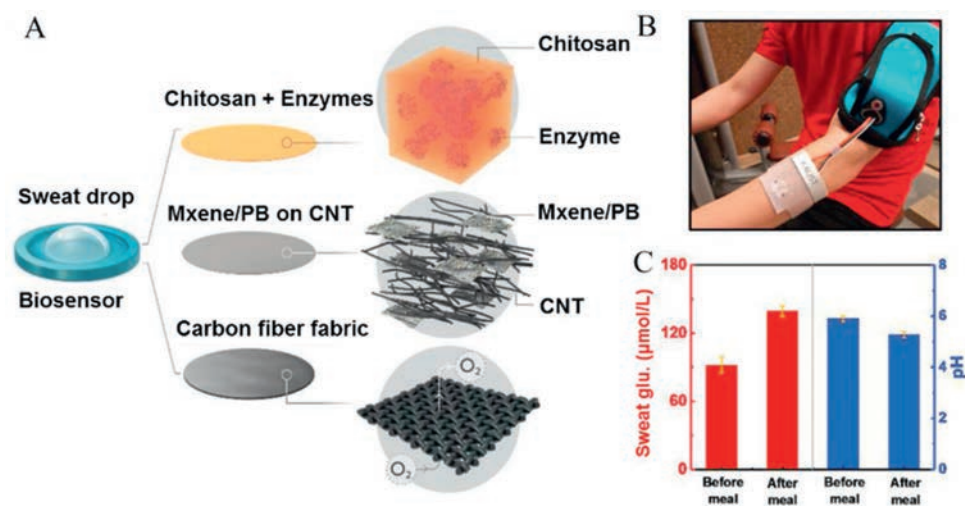 A
Chitosan + Enzymes
Chitosan
Enzyme
Sweat drop
Biosensor
Mxene/PB on CNT
Mxene/PB
CNT
Carbon fiber fabric
O2
O2
B
C
Sweat glu. (μmol/L)
180
120
60
0
8
6
4
2
0
pH
Before meal
After meal
Before meal
After meal